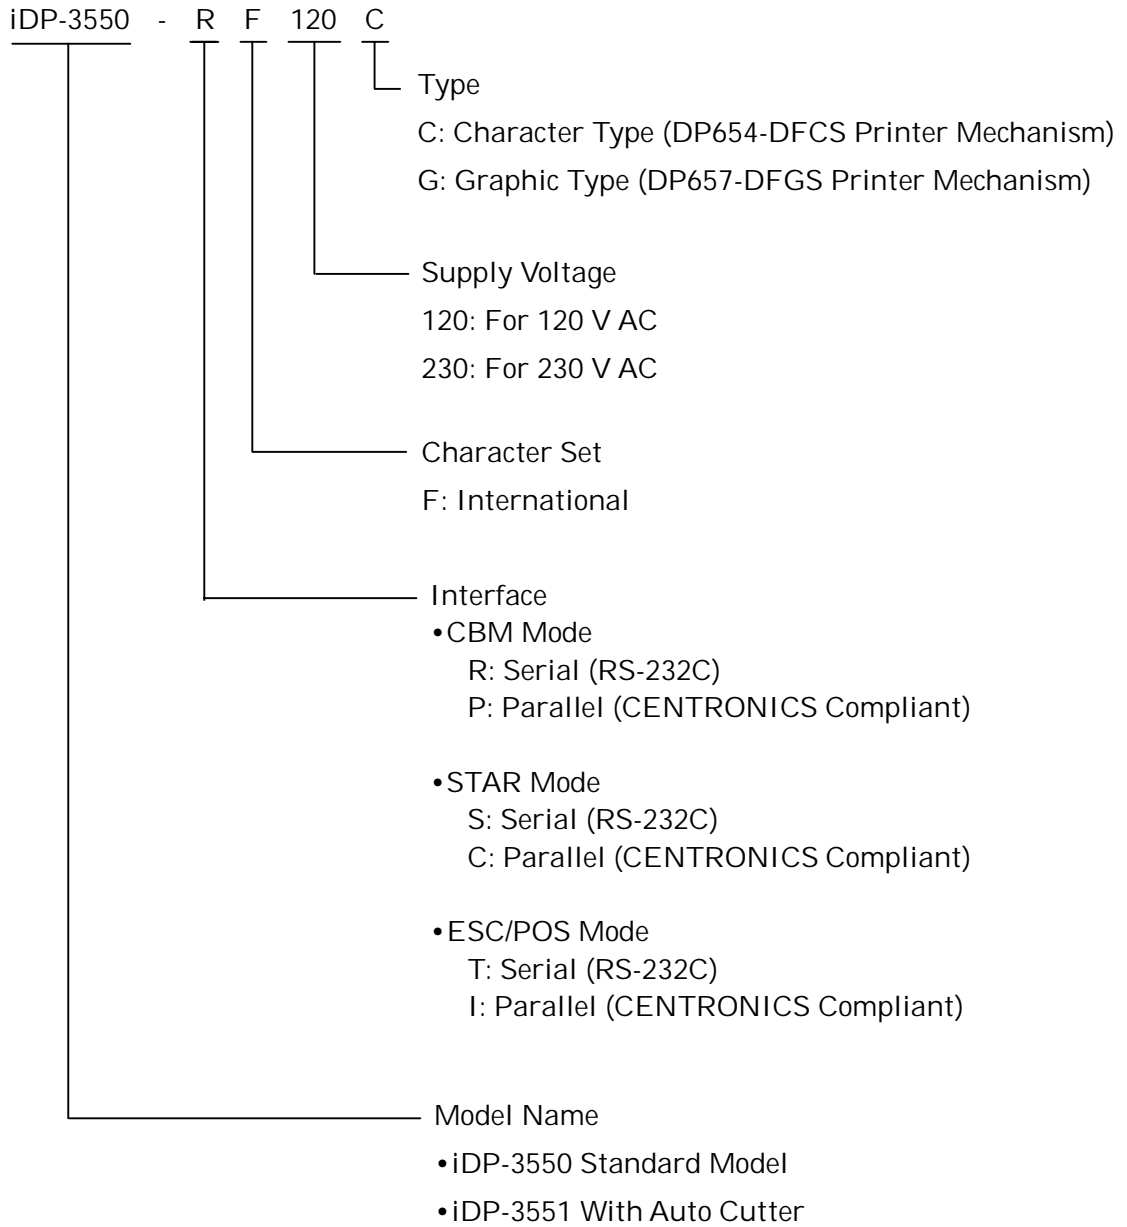 iDP-3550 - R F 120 C
Type
C: Character Type (DP654-DFCS Printer Mechanism)
G: Graphic Type (DP657-DFGS Printer Mechanism)
Supply Voltage
120: For 120 V AC
230: For 230 V AC
Character Set
F: International
Interface
•CBM Mode
R: Serial (RS-232C)
P: Parallel (CENTRONICS Compliant)
•STAR Mode
S: Serial (RS-232C)
C: Parallel (CENTRONICS Compliant)
•ESC/POS Mode
T: Serial (RS-232C)
I: Parallel (CENTRONICS Compliant)
Model Name
•iDP-3550 Standard Model
•iDP-3551 With Auto Cutter